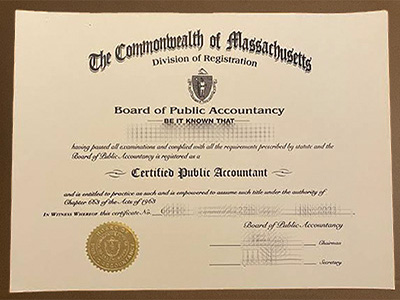 The Commonwealth of Massachusetts
Division of Registration
Board of Public Accountancy
BE IT KNOWN THAT
having passed all examinations and complied with all the requirements prescribed by statute and the
Board of Public Accountancy is registered as a
Certified Public Accountant
and is entitled to practice as such and is empowered to assume such title under the authority of
Chapter 683 of the Acts of 1963
IN WITNESS WHEREOF this certificate No.
Board of Public Accountancy
Chairman
Secretary